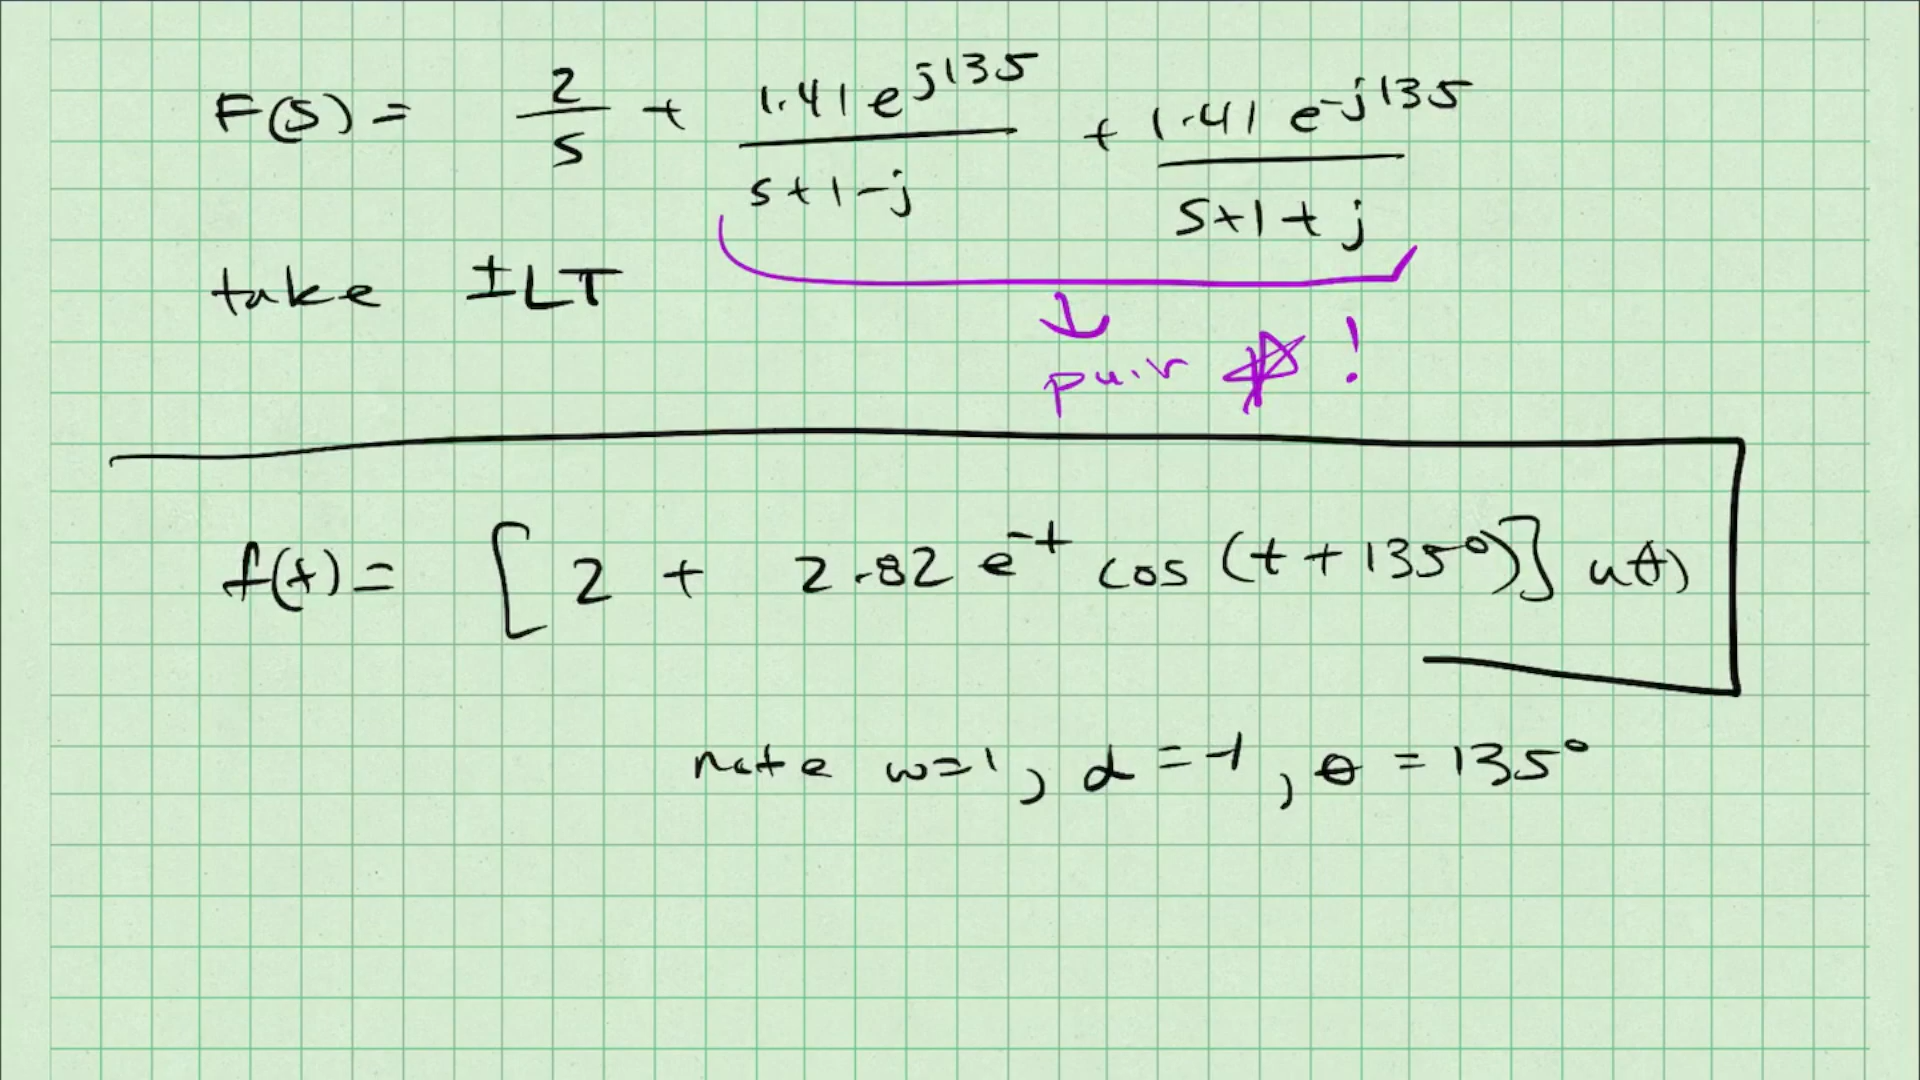 F(s) = 2/s + 1.41 e^{j135}/(s+1-j) + 1.41 e^{-j135}/(s+1+j)
take ILT
pair ☆ !
f(t) = [2 + 2.82 e^{-t} cos (t + 135°)] u(t)
note w=1, α = -1, θ = 135°